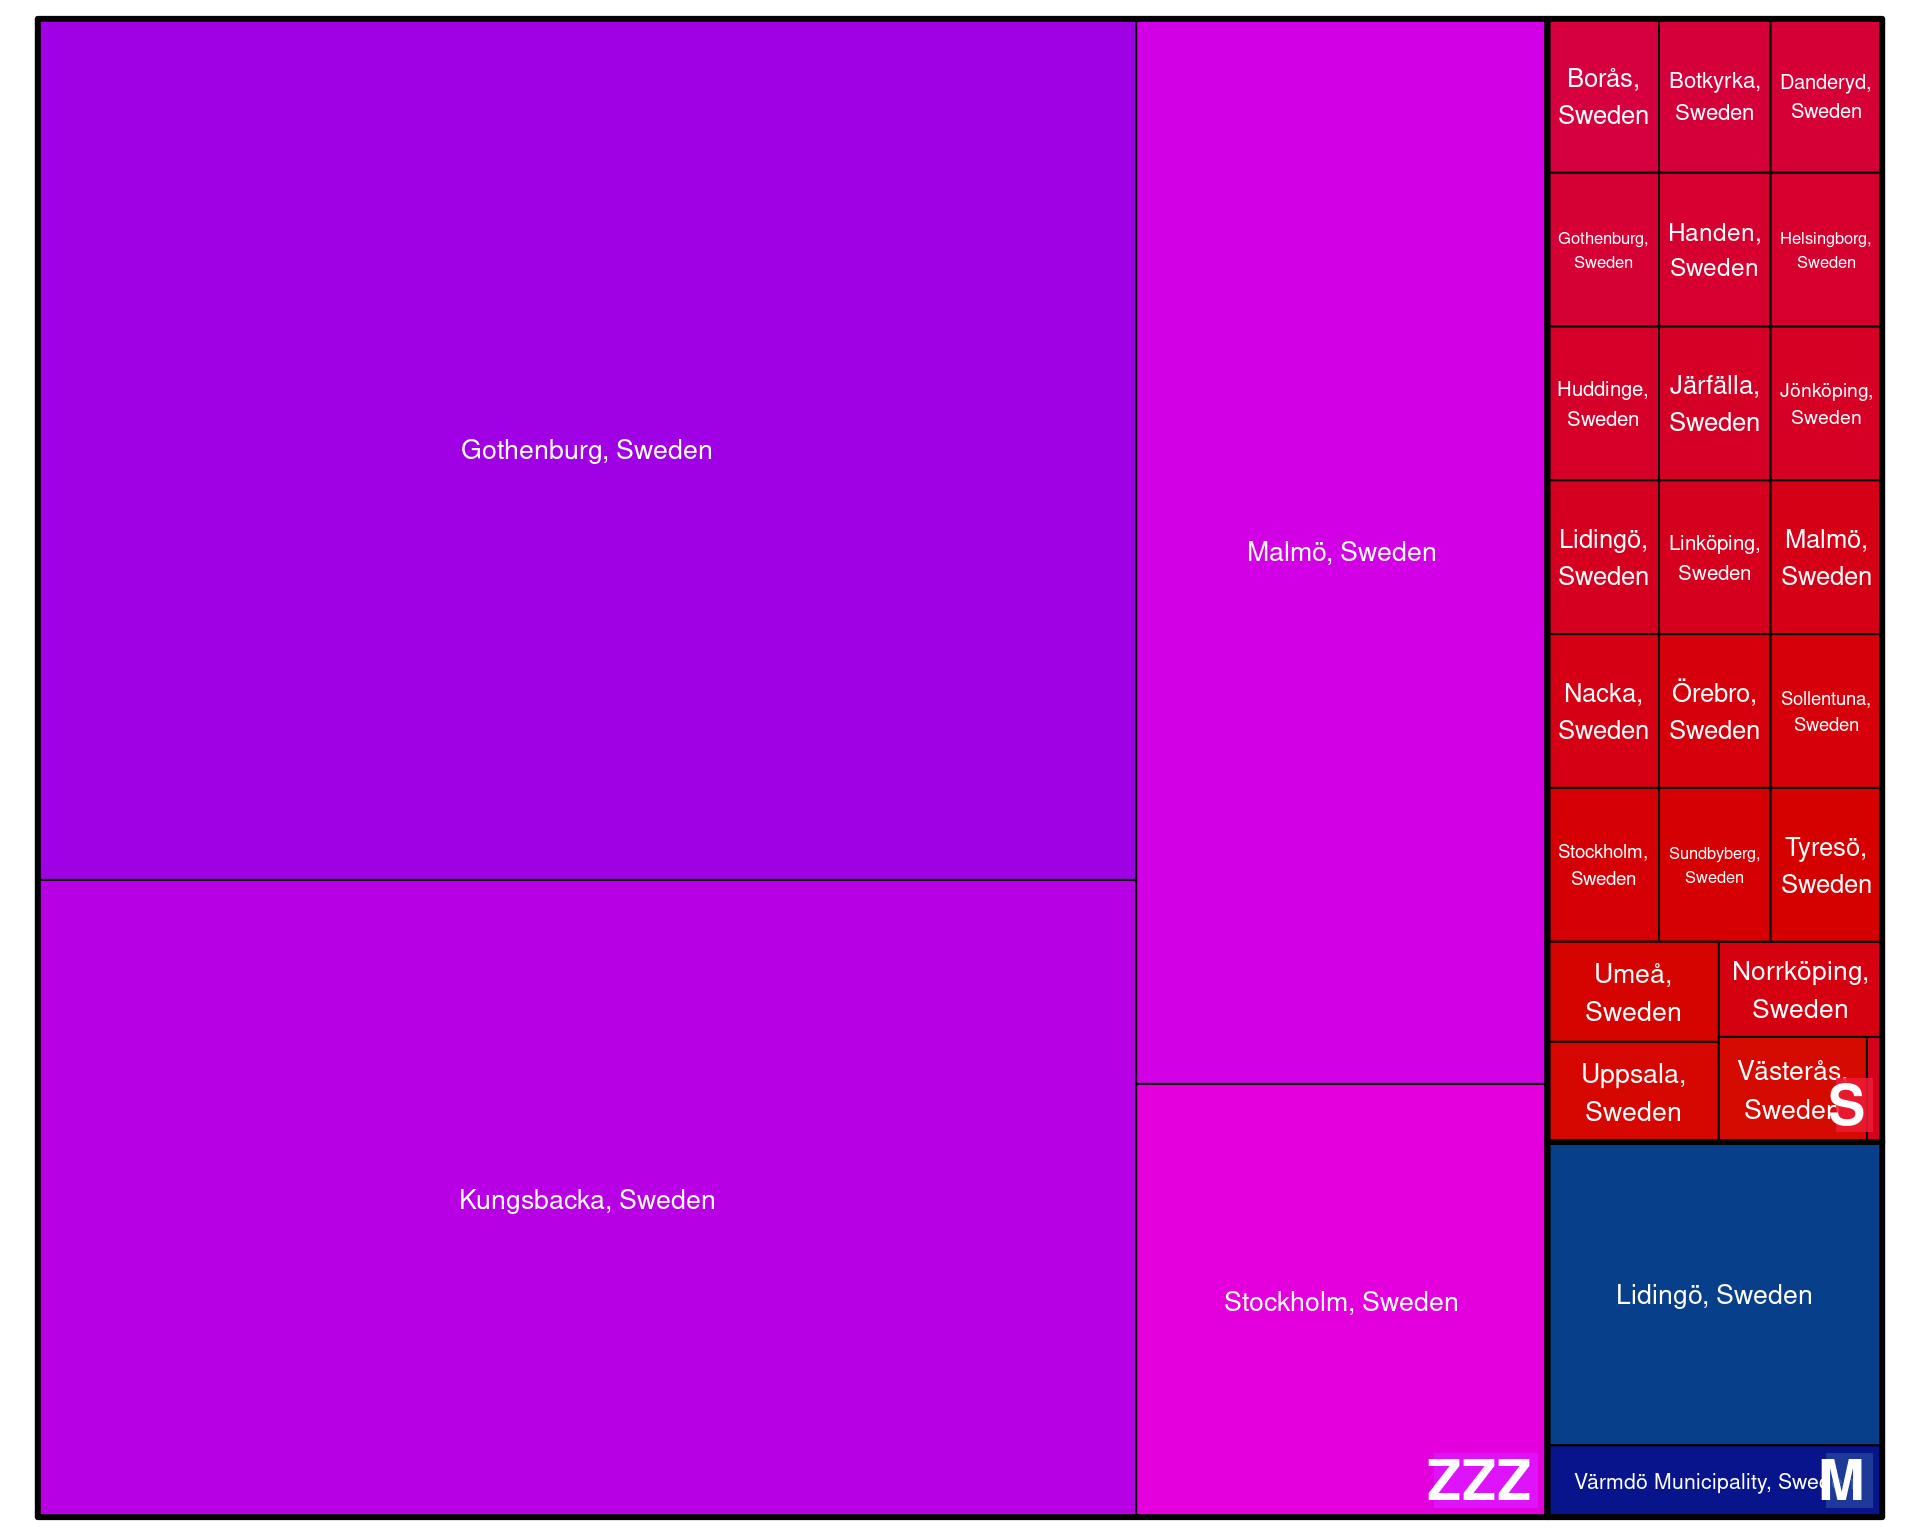 Gothenburg, Sweden
Kungsbacka, Sweden
Malmö, Sweden
Stockholm, Sweden
ZZZ
Borås,
Sweden
Botkyrka,
Sweden
Danderyd,
Sweden
Gothenburg,
Sweden
Handen,
Sweden
Helsingborg,
Sweden
Huddinge,
Sweden
Järfälla,
Sweden
Jönköping,
Sweden
Lidingö,
Sweden
Linköping,
Sweden
Malmö,
Sweden
Nacka,
Sweden
Örebro,
Sweden
Sollentuna,
Sweden
Stockholm,
Sweden
Sundbyberg,
Sweden
Tyresö,
Sweden
Umeå,
Sweden
Norrköping,
Sweden
Uppsala,
Sweden
Västerås,
Sweden
S
Lidingö, Sweden
Värmdö Municipality, Swed
M